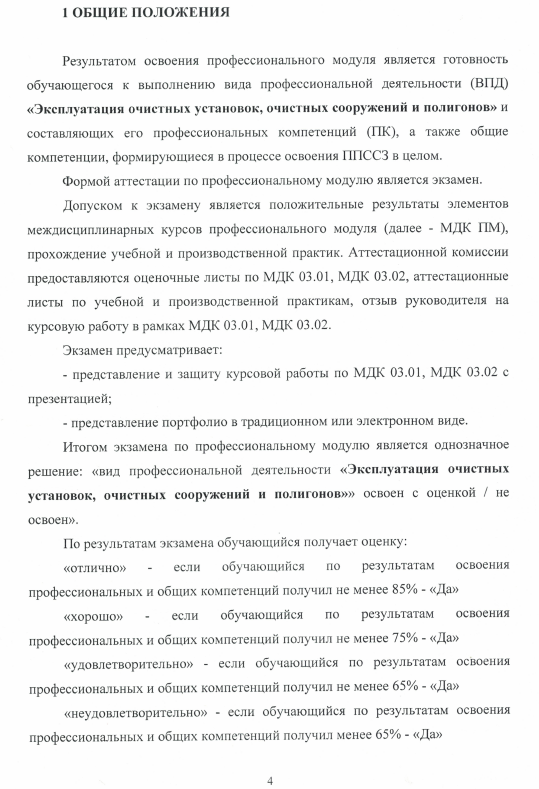 1 ОБЩИЕ ПОЛОЖЕНИЯ
Результатом освоения профессионального модуля является готовность
обучающегося к выполнению вида профессиональной деятельности (ВПД)
«Эксплуатация очистных установок, очистных сооружений и полигонов» и
составляющих его профессиональных компетенций (ПК), а также общие
компетенции, формирующиеся в процессе освоения ППССЗ в целом.
Формой аттестации по профессиональному модулю является экзамен.
Допуском к экзамену является положительные результаты элементов
междисциплинарных курсов профессионального модуля (далее - МДК ПМ),
прохождение учебной и производственной практик. Аттестационной комиссии
предоставляются оценочные листы по МДК 03.01, МДК 03.02, аттестационные
листы по учебной и производственной практикам, отзыв руководителя на
курсовую работу в рамках МДК 03.01, МДК 03.02.
Экзамен предусматривает:
- представление и защиту курсовой работы по МДК 03.01, МДК 03.02 с
презентацией;
- представление портфолио в традиционном или электронном виде.
Итогом экзамена по профессиональному модулю является однозначное
решение: «вид профессиональной деятельности «Эксплуатация очистных
установок, очистных сооружений и полигонов»» освоен с оценкой / не
освоен».
По результатам экзамена обучающийся получает оценку:
«отлично» - если обучающийся по результатам освоения
профессиональных и общих компетенций получил не менее 85% - «Да»
«хорошо» - если обучающийся по результатам освоения
профессиональных и общих компетенций получил не менее 75% - «Да»
«удовлетворительно» - если обучающийся по результатам освоения
профессиональных и общих компетенций получил не менее 65% - «Да»
«неудовлетворительно» - если обучающийся по результатам освоения
профессиональных и общих компетенций получил менее 65% - «Да»
4